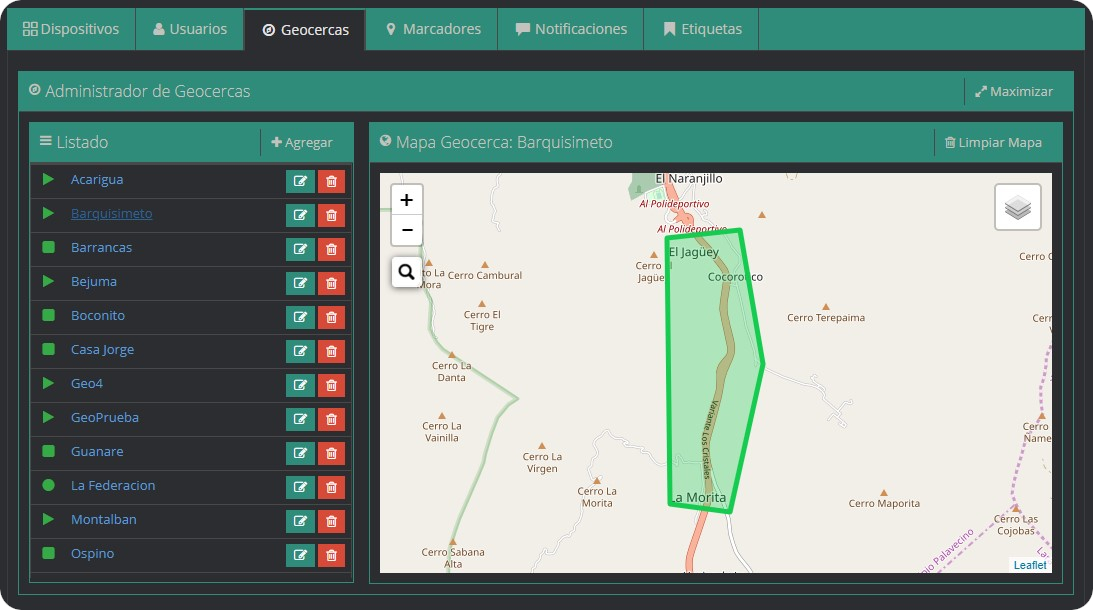 Dispositivos
Usuarios
Geocercas
Marcadores
Notificaciones
Etiquetas
Administrador de Geocercas
Maximizar
Listado
Agregar
Mapa Geocerca: Barquisimeto
Limpiar Mapa
Acarigua
Barquisimeto
Barrancas
Bejuma
Boconito
Casa Jorge
Geo4
GeoPrueba
Guanare
La Federacion
Montalban
Ospino
+
−
El Naranjillo
Al Polideportivo
Al Polideportivo
El Jagüey
Cerro
Jagüe
Cocorotico
to La
Mora
Cerro Cambural
Cerro El
Tigre
Cerro Terepaima
Cerro La
Danta
Cerro La
Vainilla
Cerro La
Virgen
Cerro La
Morita
Variante Los Cristales
La Morita
Cerro Maporita
Cerro
Name
Cerro Las
Cojobas
Cerro Sabana
Alta
pio Palavecino
Leaflet